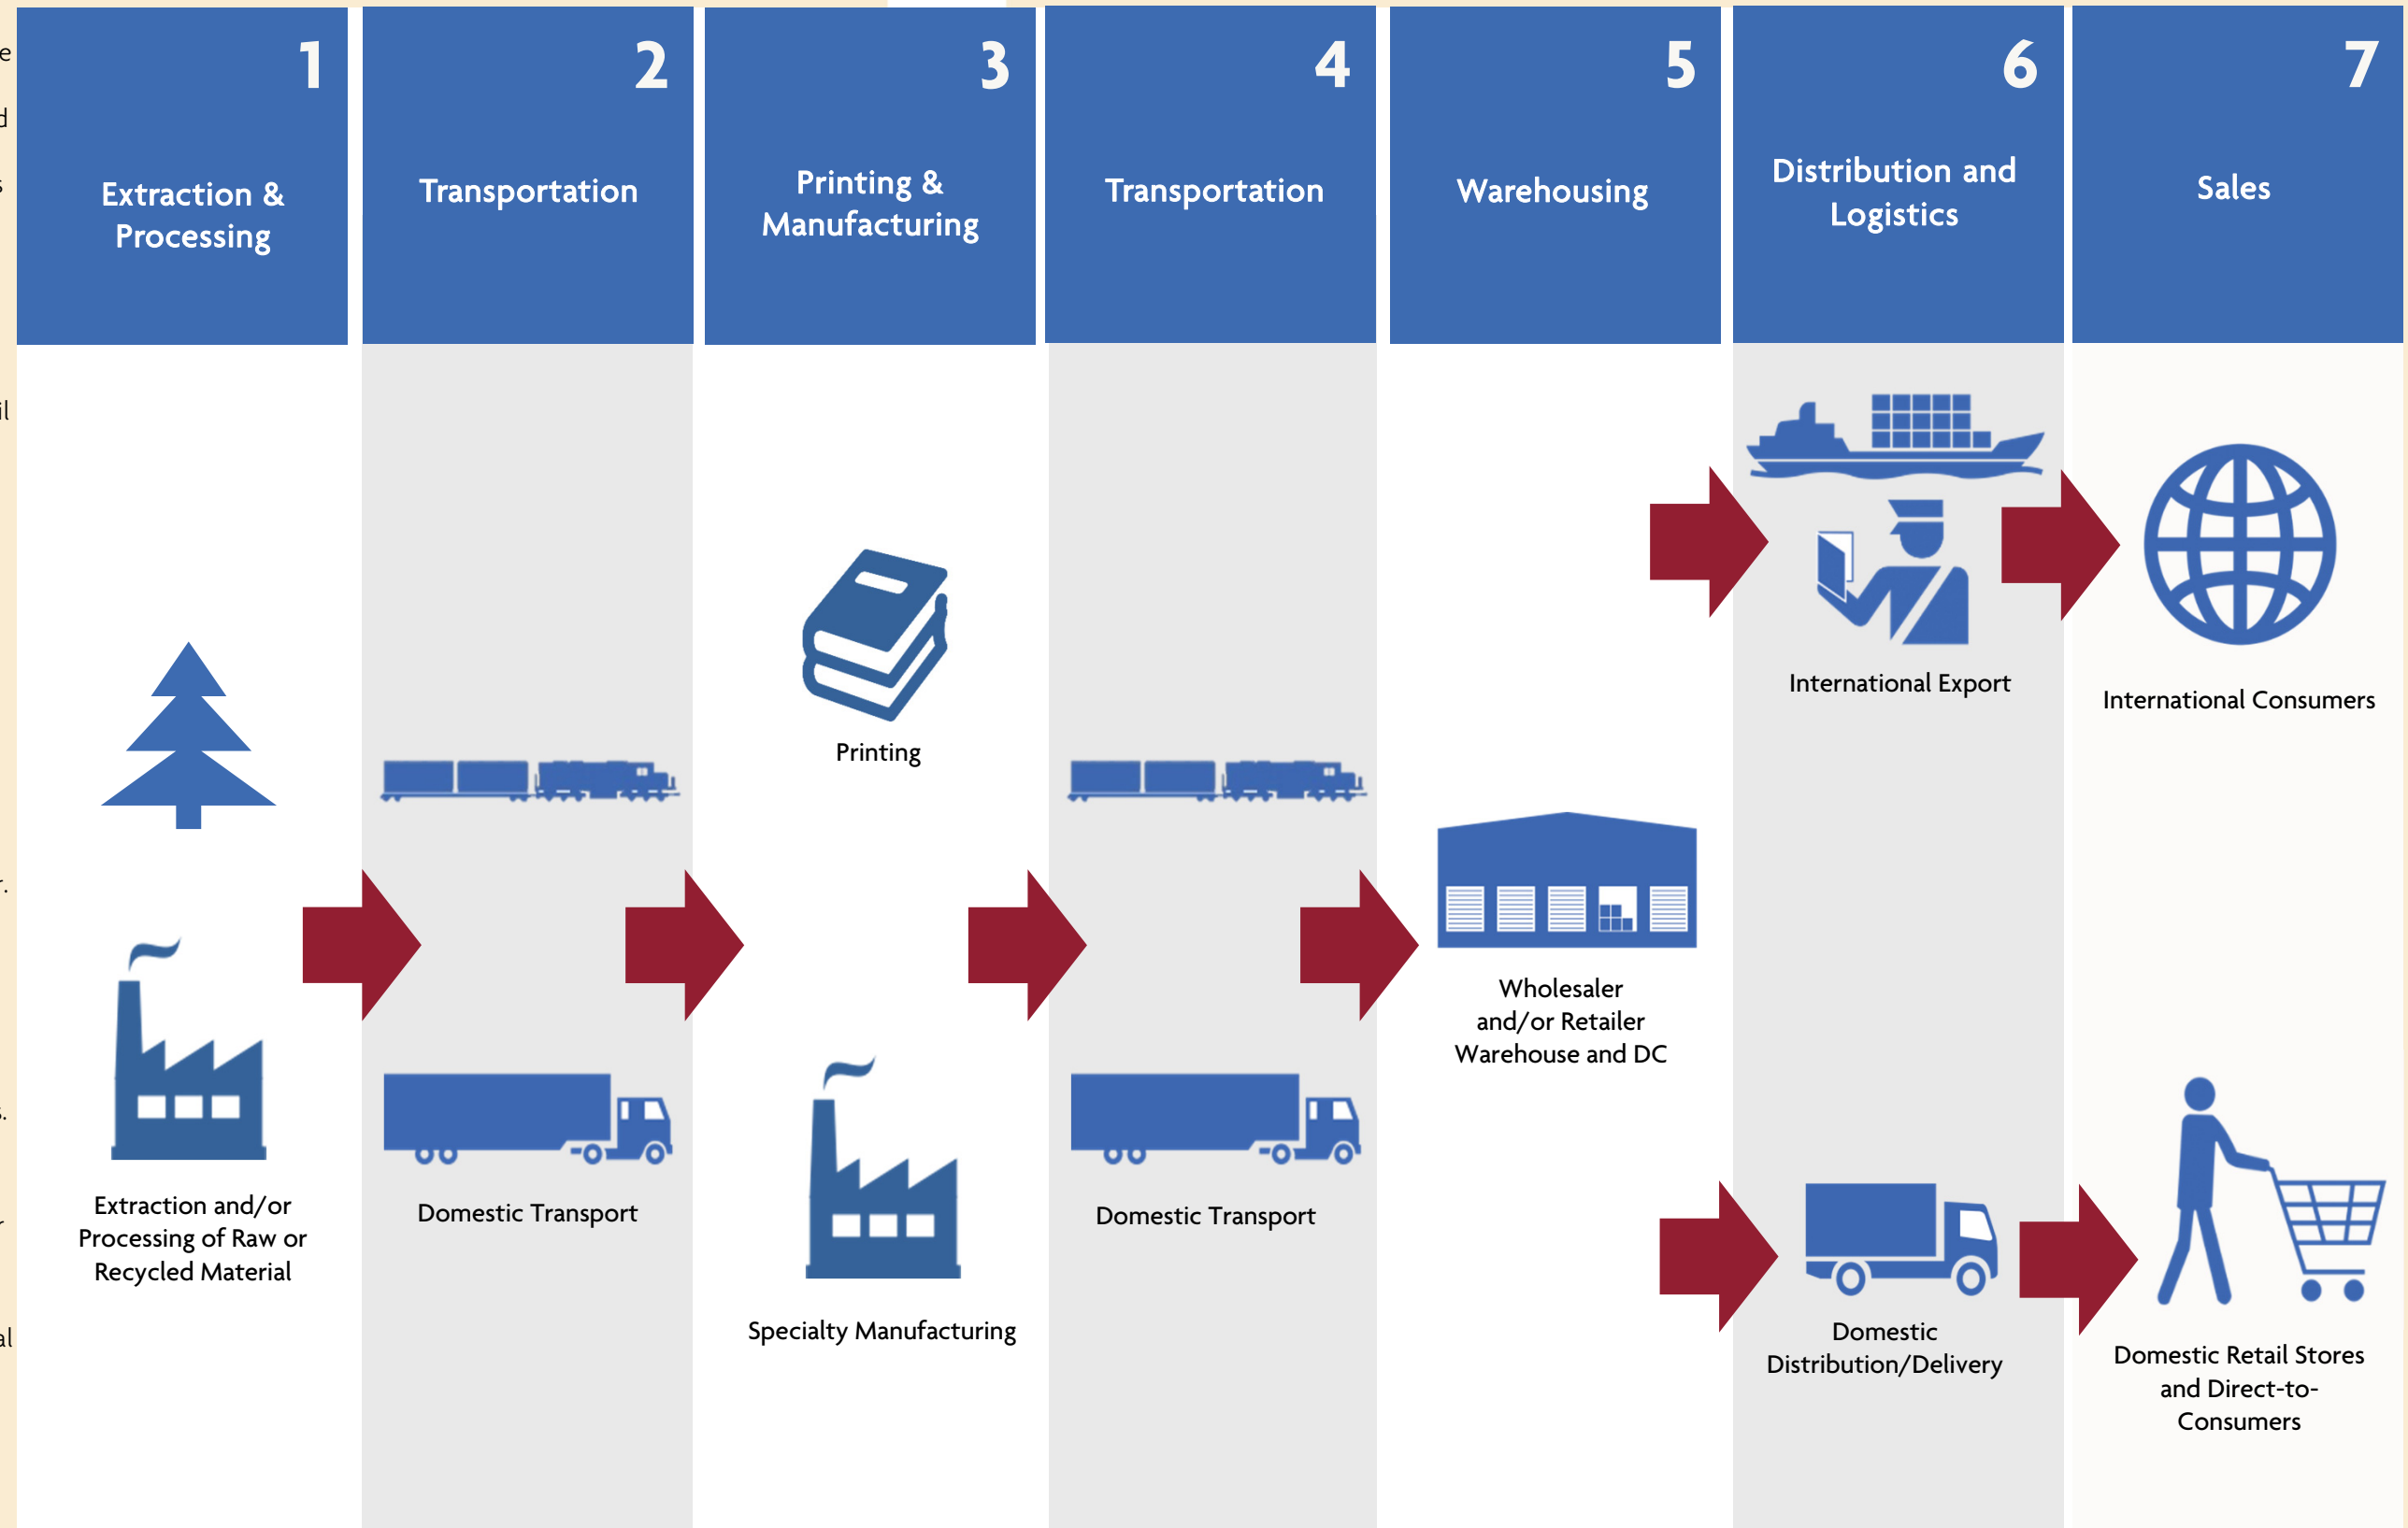 1
Extraction &
Processing
2
Transportation
3
Printing &
Manufacturing
4
Transportation
5
Warehousing
6
Distribution and
Logistics
7
Sales
Extraction and/or
Processing of Raw or
Recycled Material
Domestic Transport
Printing
Specialty Manufacturing
Domestic Transport
Wholesaler
and/or Retailer
Warehouse and DC
International Export
Domestic
Distribution/Delivery
International Consumers
Domestic Retail Stores
and Direct-to-
Consumers